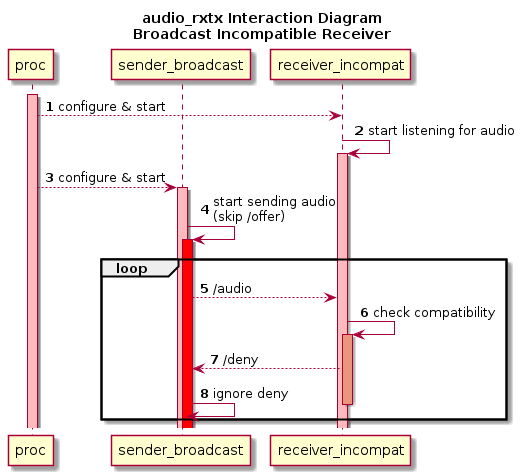 audio_rxtx Interaction Diagram
Broadcast Incompatible Receiver
proc
sender_broadcast
receiver_incompat
1 configure & start
2 start listening for audio
3 configure & start
4 start sending audio
(skip /offer)
loop
5 /audio
6 check compatibility
7 /deny
8 ignore deny
proc
sender_broadcast
receiver_incompat